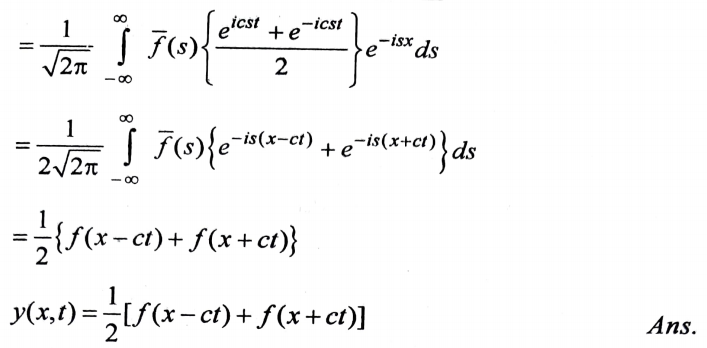 = 1/√2π ∫_{-∞}^{∞} f̄(s) { (e^{icst} + e^{-icst}) / 2 } e^{-isx} ds
= 1/(2√2π) ∫_{-∞}^{∞} f̄(s) { e^{-is(x-ct)} + e^{-is(x+ct)} } ds
= 1/2 { f(x-ct) + f(x+ct) }
y(x,t) = 1/2 [f(x-ct) + f(x+ct)] Ans.